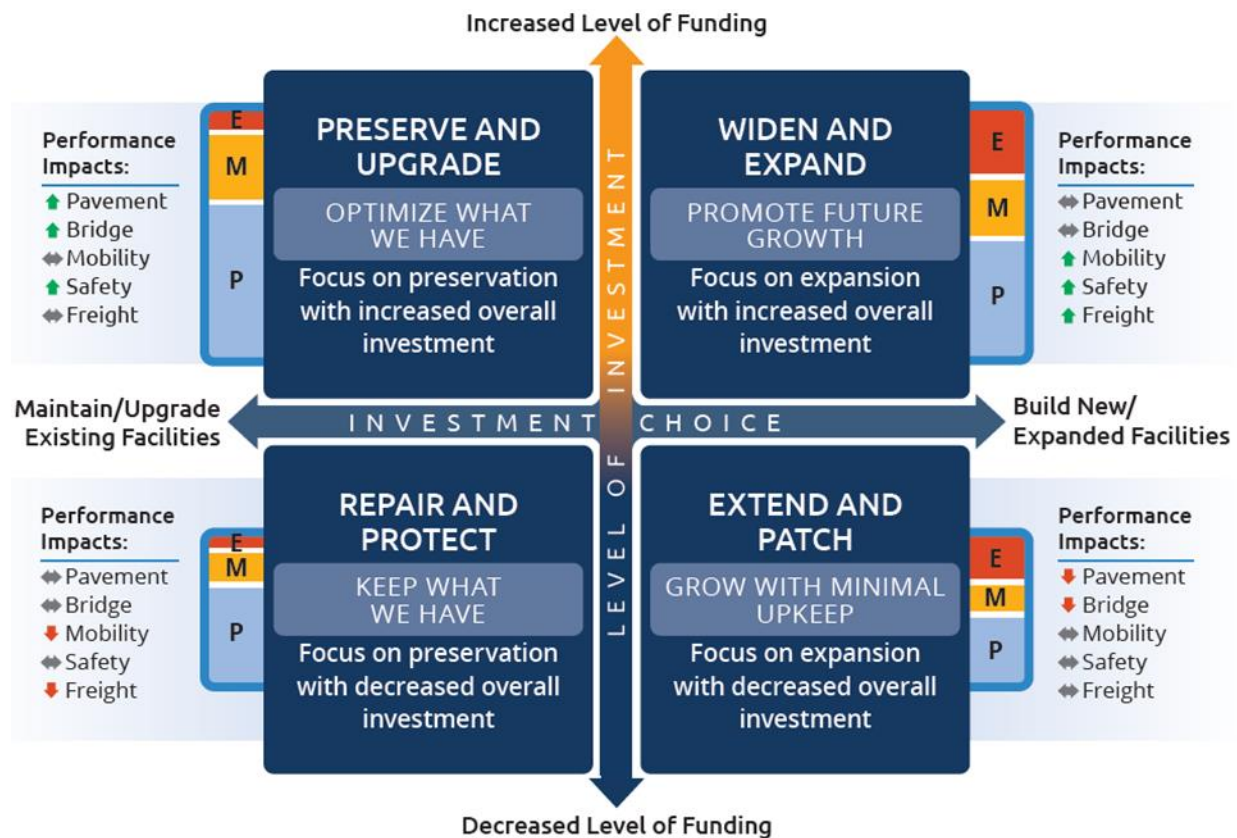 Increased Level of Funding
Performance
Impacts:
Pavement
Bridge
Mobility
Safety
Freight
E
M
P
PRESERVE AND
UPGRADE
OPTIMIZE WHAT
WE HAVE
Focus on preservation
with increased overall
investment
WIDEN AND
EXPAND
PROMOTE FUTURE
GROWTH
Focus on expansion
with increased overall
investment
E
M
P
Performance
Impacts:
Pavement
Bridge
Mobility
Safety
Freight
LEVEL OF INVESTMENT
Maintain/Upgrade
Existing Facilities
INVESTMENT CHOICE
Build New/
Expanded Facilities
Performance
Impacts:
Pavement
Bridge
Mobility
Safety
Freight
E
M
P
REPAIR AND
PROTECT
KEEP WHAT
WE HAVE
Focus on preservation
with decreased overall
investment
EXTEND AND
PATCH
GROW WITH MINIMAL
UPKEEP
Focus on expansion
with decreased overall
investment
E
M
P
Performance
Impacts:
Pavement
Bridge
Mobility
Safety
Freight
Decreased Level of Funding